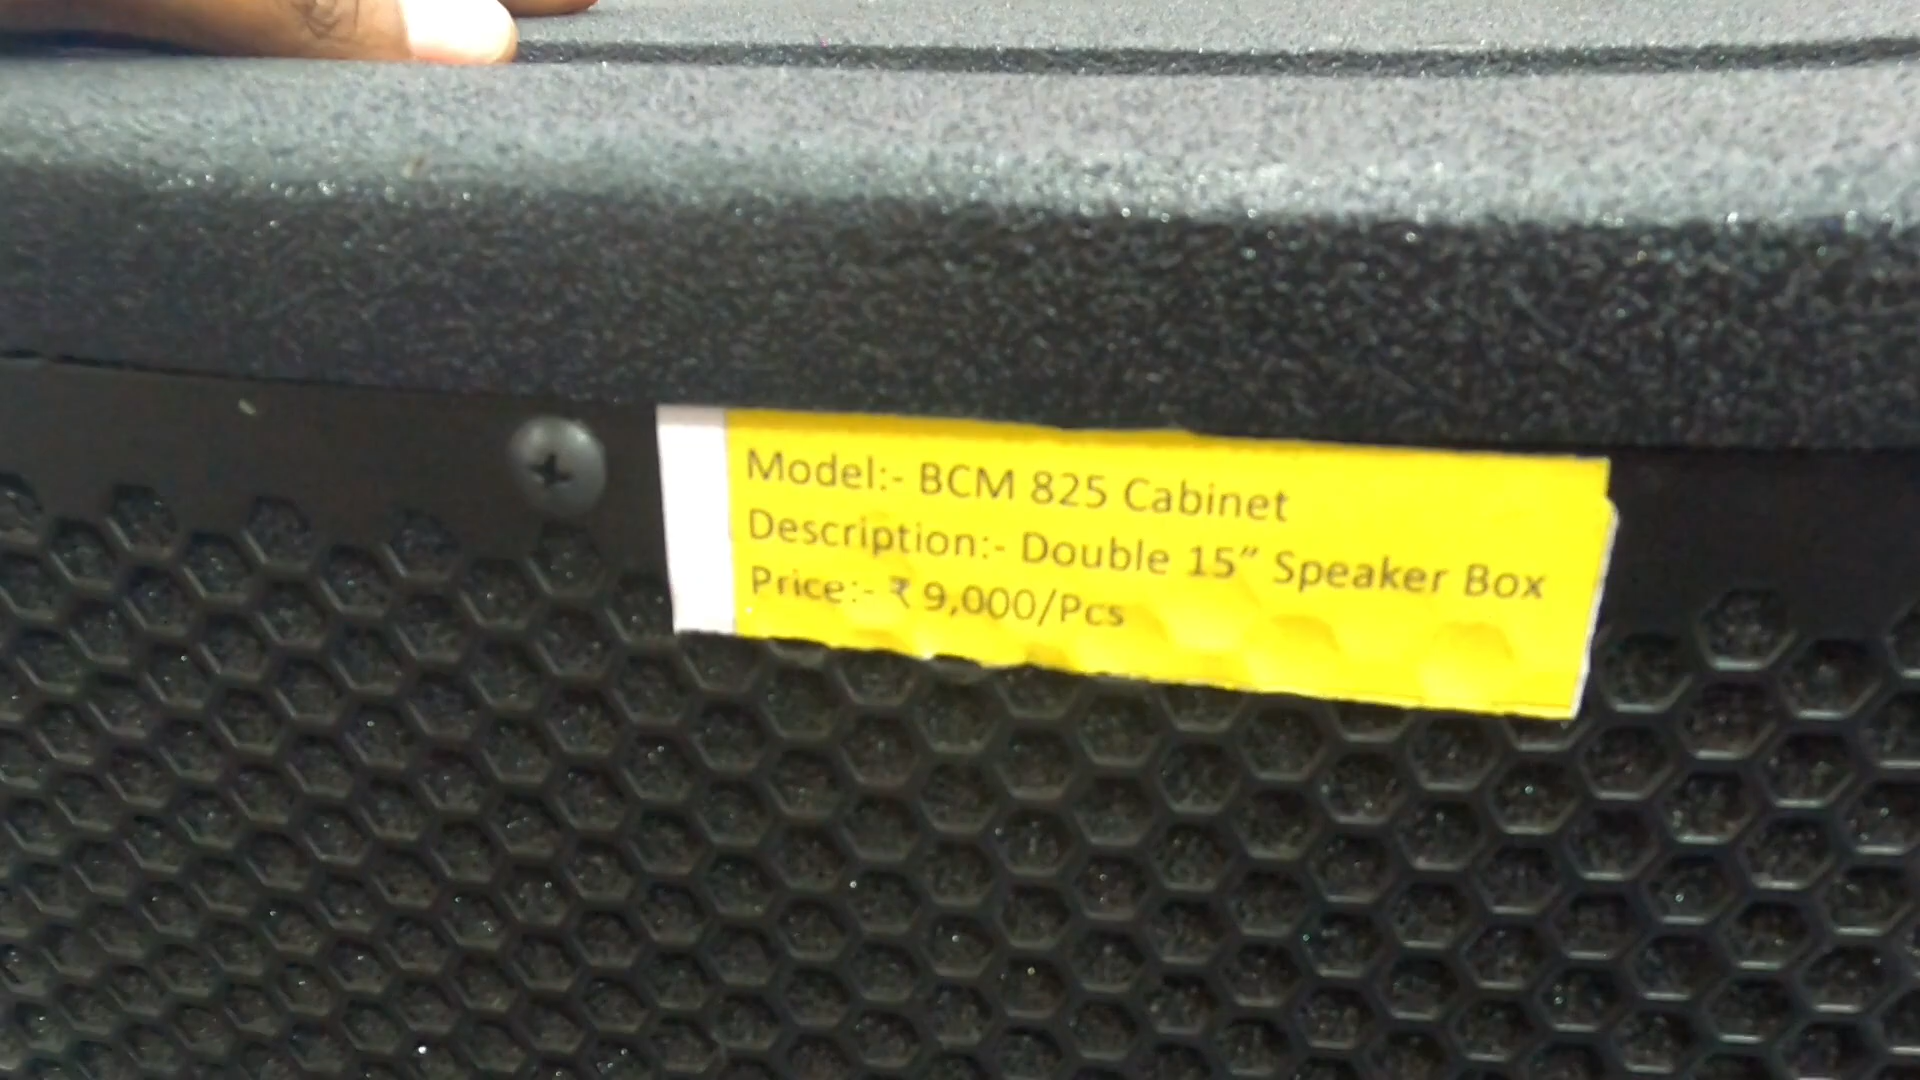 Model:- BCM 825 Cabinet
Description:- Double 15” Speaker Box
Price:- ₹ 9,000/Pcs